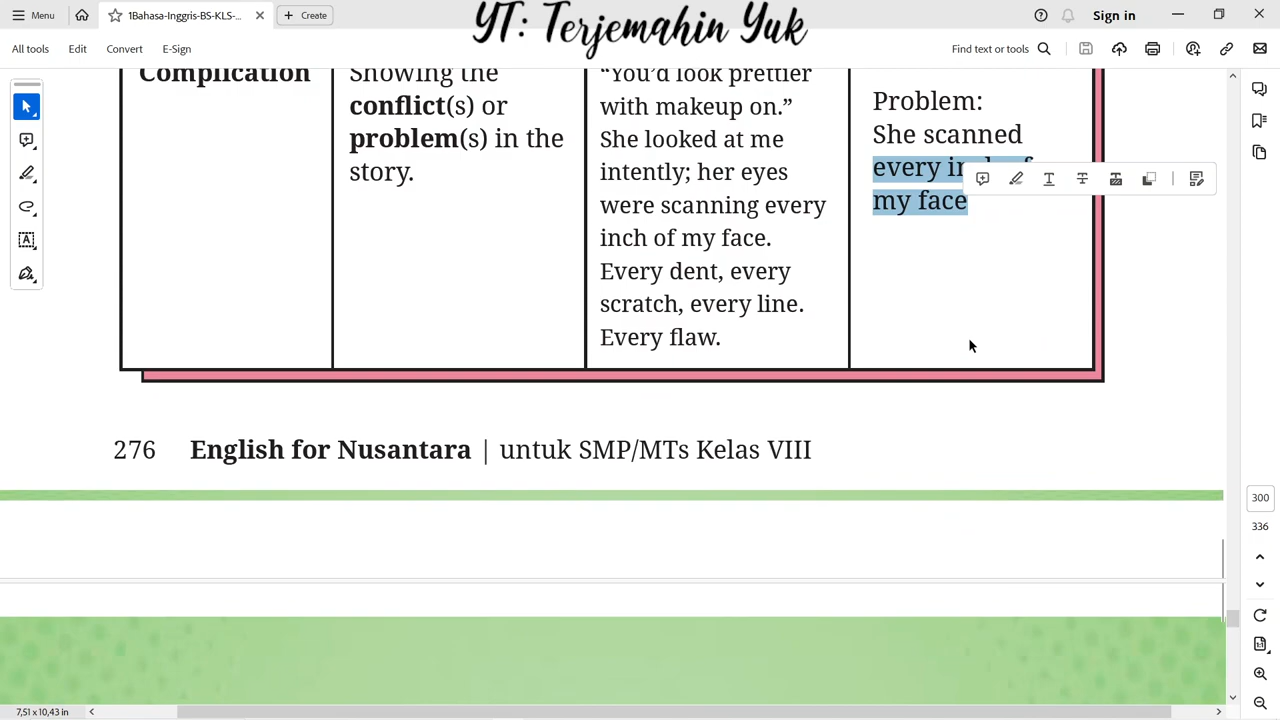 Menu
1Bahasa-Inggris-BS-KLS-...
Create
YT: Terjemahin Yuk
Sign in
All tools
Edit
Convert
E-Sign
Find text or tools
Complication
Showing the
conflict(s) or
problem(s) in the
story.
“You’d look prettier
with makeup on.”
She looked at me
intently; her eyes
were scanning every
inch of my face.
Every dent, every
scratch, every line.
Every flaw.
Problem:
She scanned
every inch of
my face
276 English for Nusantara | untuk SMP/MTs Kelas VIII
300
336
7,51 x 10,43 in